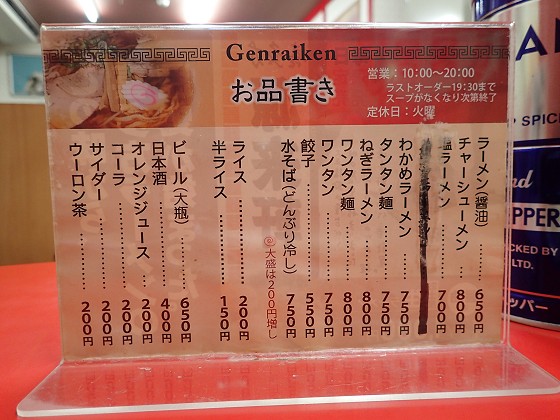 Genraiken
お品書き
営業：10:00〜20:00
ラストオーダー19:30まで
スープがなくなり次第終了
定休日：火曜
ラーメン(醤油)………650円
チャーシューメン……800円
塩ラーメン……………700円
わかめラーメン………750円
タンタン麺……………750円
ねぎラーメン…………800円
ワンタン麺……………800円
ワンタン………………750円
餃子……………………550円
水そば(どんぶり冷し)…750円
◎大盛は200円増し
ライス…………………200円
半ライス………………150円
ビール(大瓶)…………650円
日本酒…………………400円
オレンジジュース……200円
コーラ…………………200円
サイダー………………200円
ウーロン茶……………200円
SPIC
PEPPER
CKED BY
LTD.
ッパー